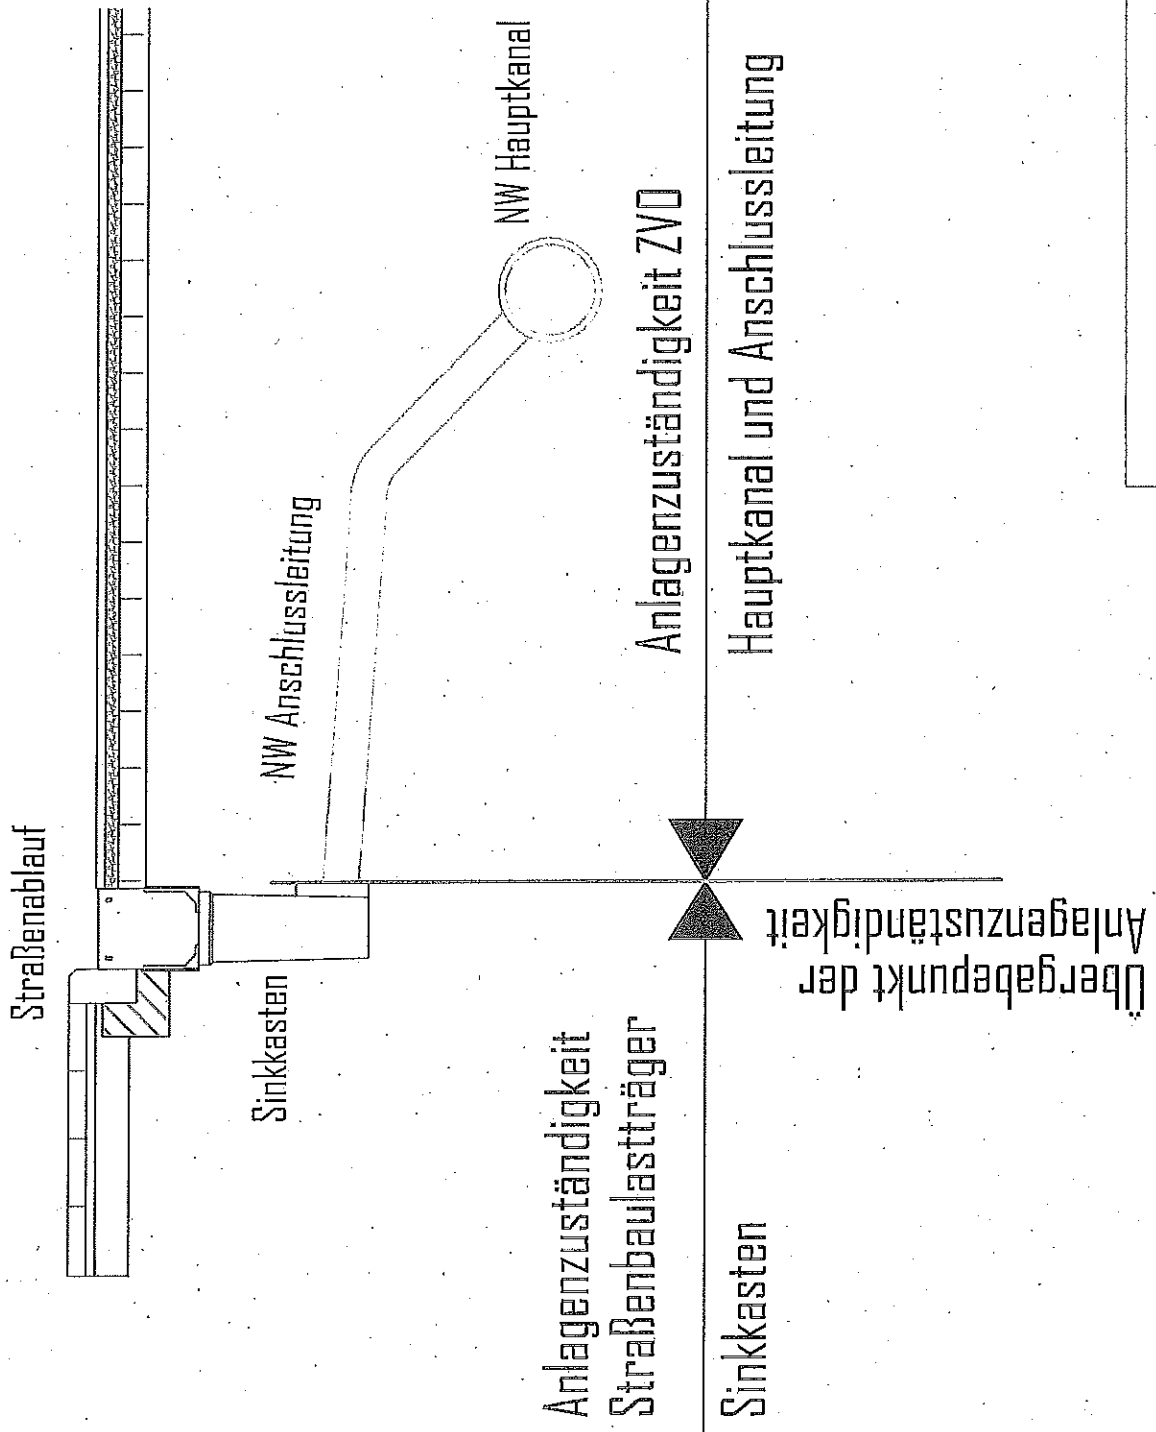 Straßenablauf
Sinkkasten
NW Anschlussleitung
NW Hauptkanal
Anlagenzuständigkeit
Straßenbaulastträger
Sinkkasten
Anlagenzuständigkeit ZVO
Hauptkanal und Anschlussleitung
Übergabepunkt der
Anlagenzuständigkeit